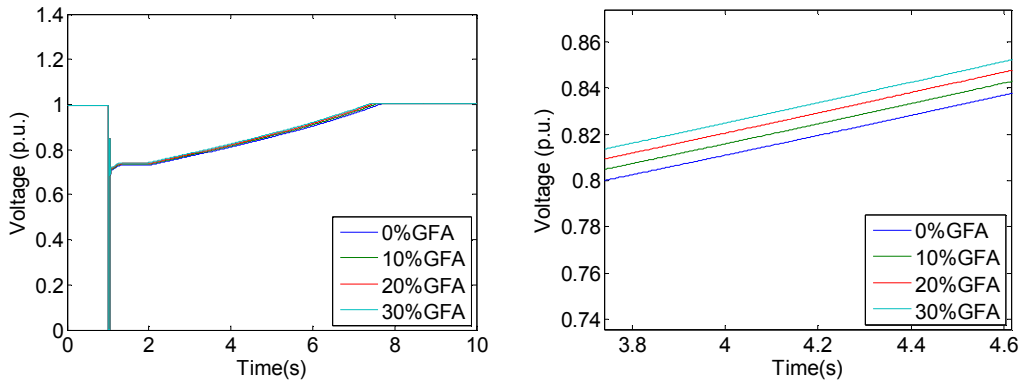 1.4
1.2
1
0.8
0.6
0.4
0.2
0
Voltage (p.u.)
0 2 4 6 8 10
Time(s)
0%GFA
10%GFA
20%GFA
30%GFA
0.86
0.84
0.82
0.8
0.78
0.76
0.74
Voltage (p.u.)
3.8 4 4.2 4.4 4.6
Time(s)
0%GFA
10%GFA
20%GFA
30%GFA